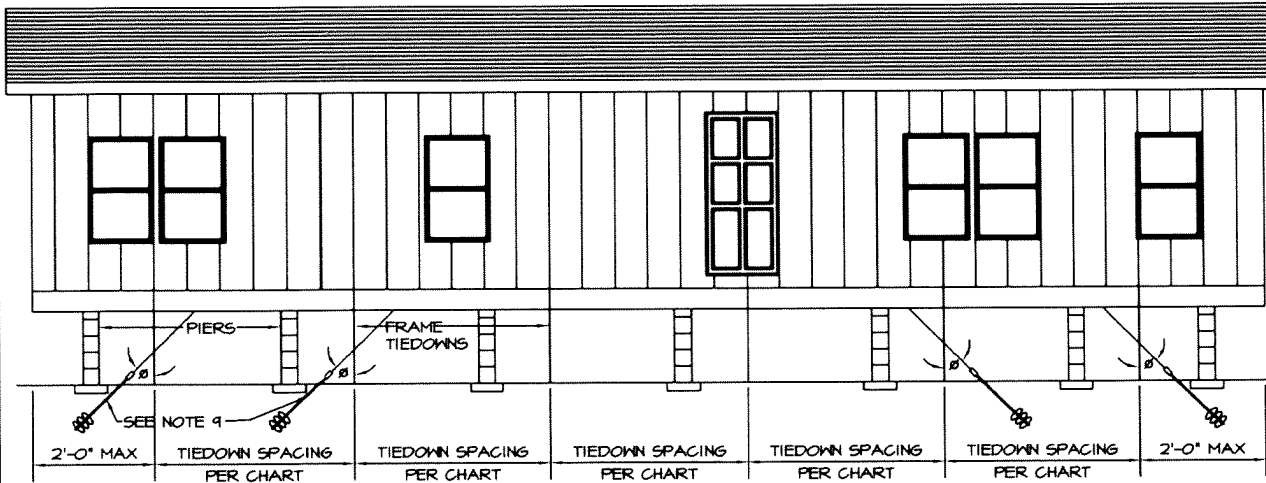 PIERS
FRAME
TIEDOWNS
Ø
Ø
Ø
Ø
SEE NOTE 9
2'-0" MAX
TIEDOWN SPACING
PER CHART
TIEDOWN SPACING
PER CHART
TIEDOWN SPACING
PER CHART
TIEDOWN SPACING
PER CHART
TIEDOWN SPACING
PER CHART
2'-0" MAX